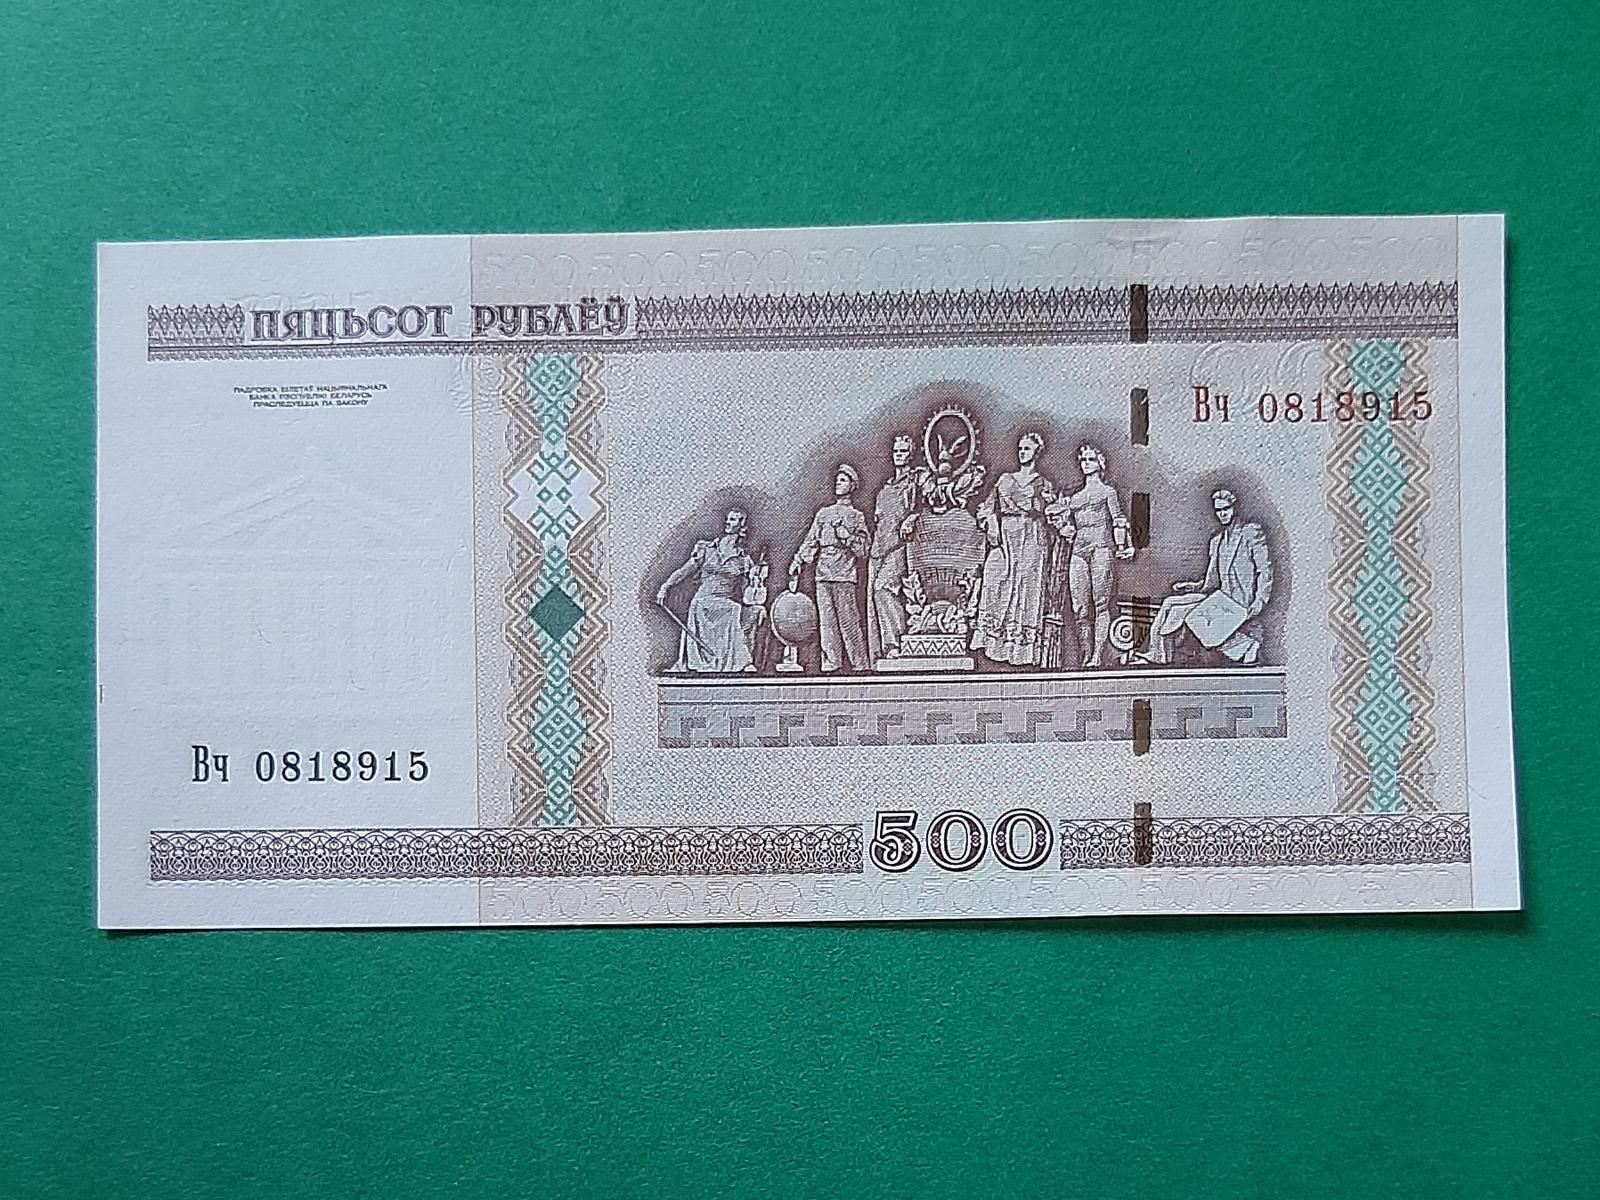 ПЯЦЬСОТ РУБЛЁЎ
ПАДРОБКА БІЛЕТАЎ НАЦЫЯНАЛЬНАГА
БАНКА РЭСПУБЛІКІ БЕЛАРУСЬ
ПРАСЛЕДУЕЦЦА ПА ЗАКОНУ
Вч 0818915
Вч 0818915
500